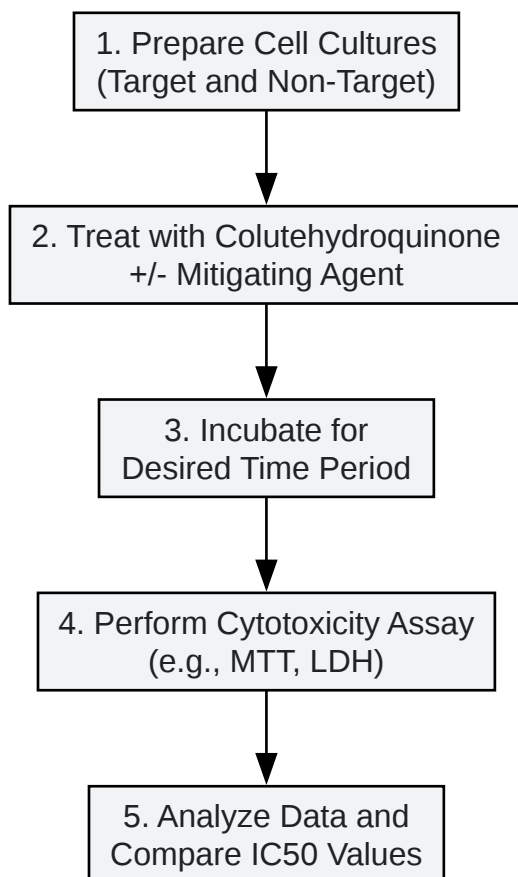 1. Prepare Cell Cultures
(Target and Non-Target)
2. Treat with Colutehydroquinone
+/- Mitigating Agent
3. Incubate for
Desired Time Period
4. Perform Cytotoxicity Assay
(e.g., MTT, LDH)
5. Analyze Data and
Compare IC50 Values